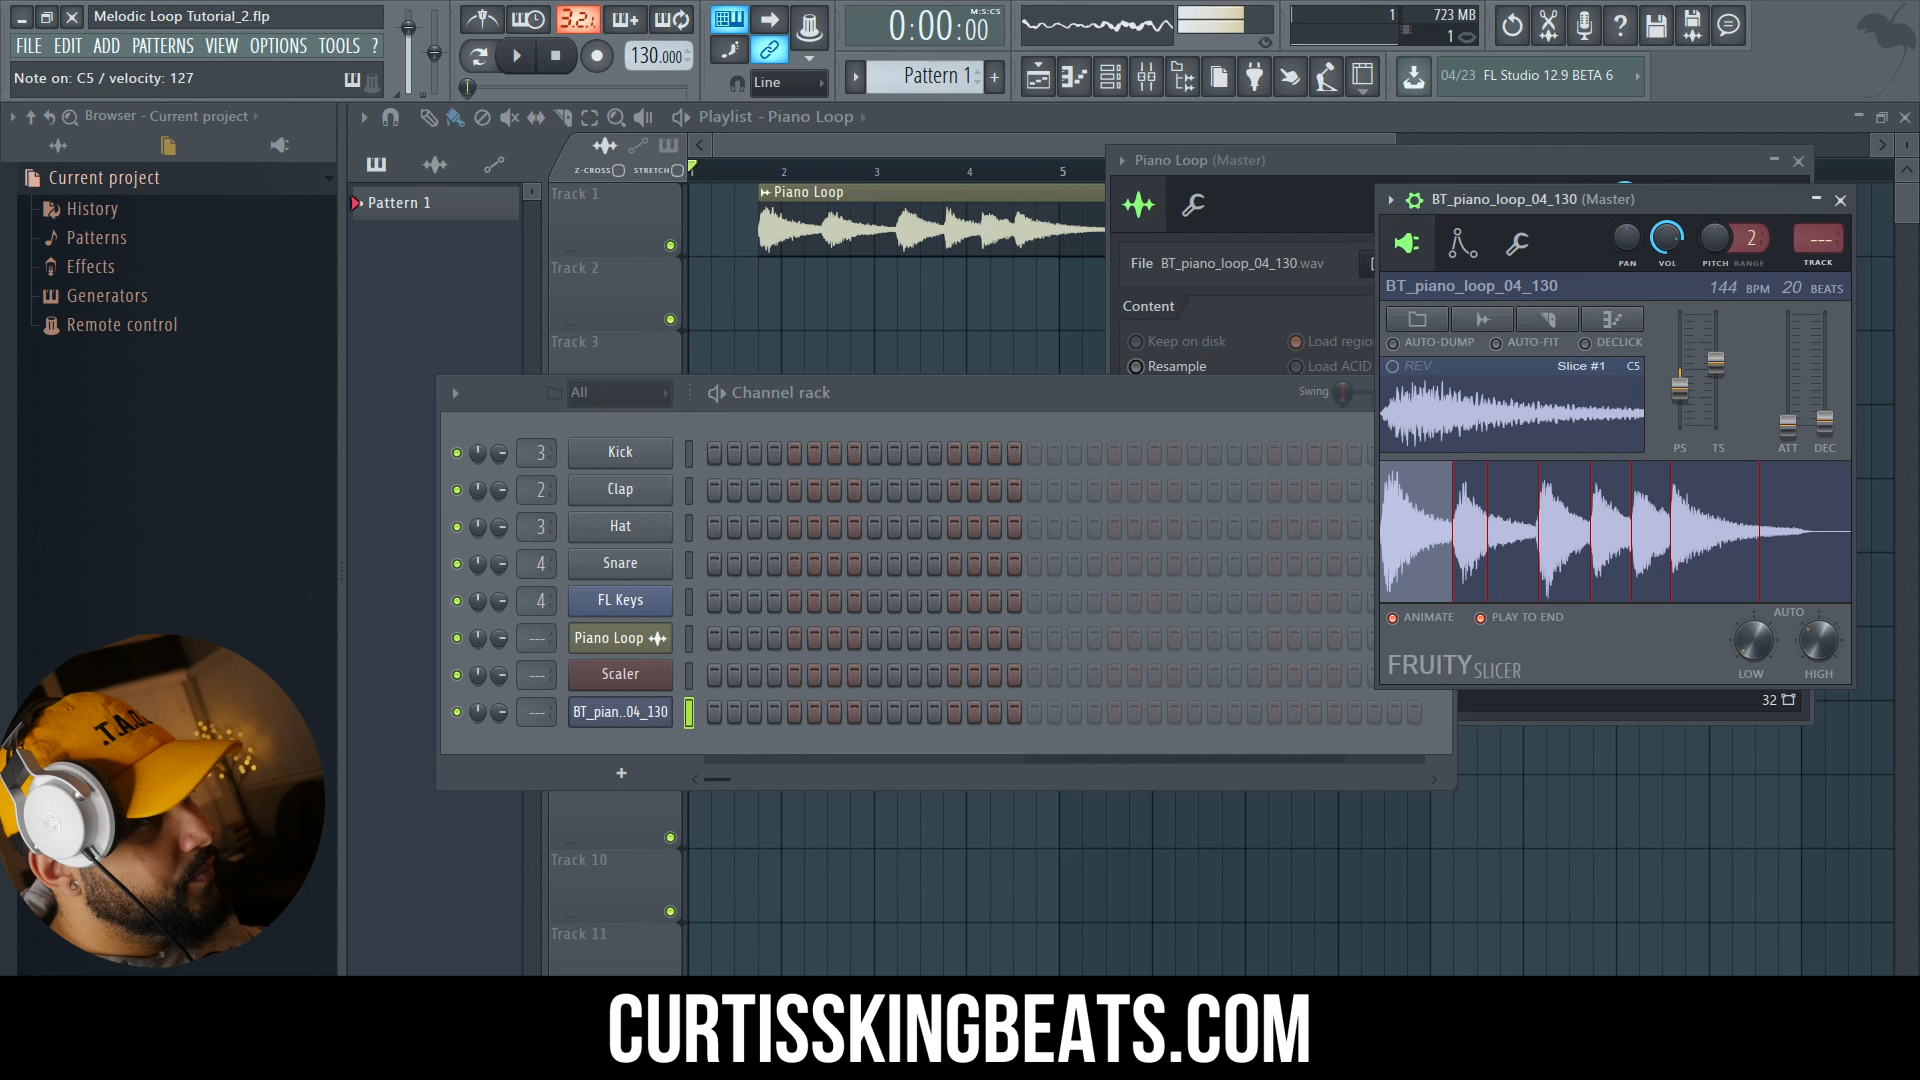 Melodic Loop Tutorial_2.flp
FILE EDIT ADD PATTERNS VIEW OPTIONS TOOLS ?
Note on: C5 / velocity: 127
3.2.
130.000
Line
0:00:00
M:S:CS
Pattern 1
+
1
723 MB
1
04/23 FL Studio 12.9 BETA 6
Browser - Current project
Current project
History
Patterns
Effects
Generators
Remote control
Playlist - Piano Loop
Z-CROSS
STRETCH
2
3
4
5
Pattern 1
Track 1
Piano Loop
Track 2
Track 3
Track 10
Track 11
All
Channel rack
Swing
3 Kick
2 Clap
3 Hat
4 Snare
4 FL Keys
--- Piano Loop
--- Scaler
--- BT_pian..04_130
+
Piano Loop (Master)
File BT_piano_loop_04_130.wav
Content
Keep on disk
Load regio
Resample
Load ACID
32
BT_piano_loop_04_130 (Master)
PAN
VOL
PITCH
RANGE
2
---
TRACK
BT_piano_loop_04_130
144 BPM 20 BEATS
AUTO-DUMP
AUTO-FIT
DECLICK
REV
Slice #1
C5
PS
TS
ATT
DEC
ANIMATE
PLAY TO END
AUTO
LOW
HIGH
FRUITY SLICER
T.A.D.
CURTISSKINGBEATS.COM